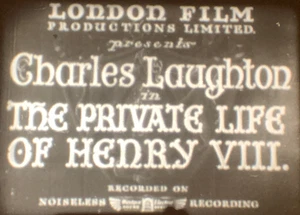 LONDON FILM
PRODUCTIONS LIMITED.
presents
Charles Laughton
in
THE PRIVATE LIFE
OF HENRY VIII.
RECORDED ON
NOISELESS RECORDING